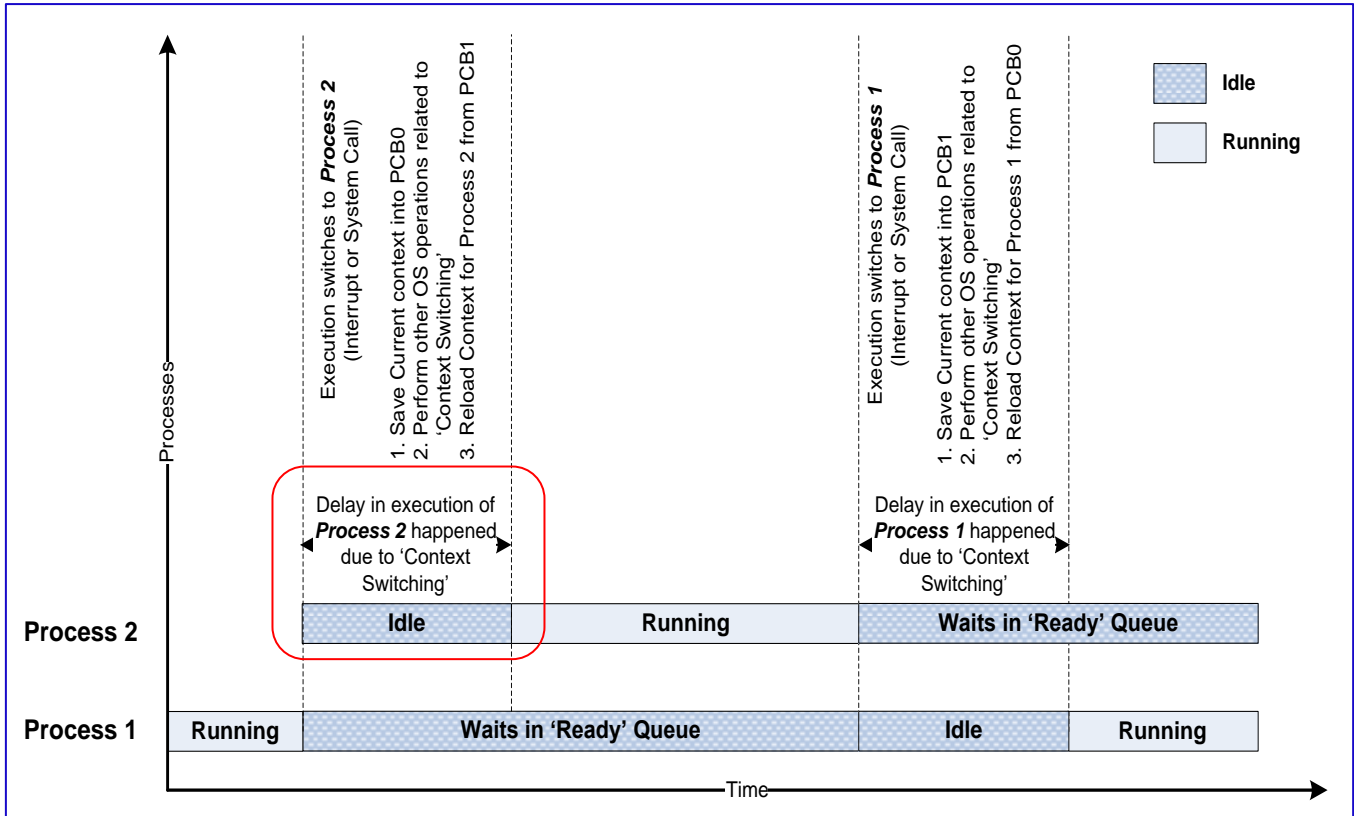 Processes
Execution switches to Process 2
(Interrupt or System Call)
1. Save Current context into PCB0
2. Perform other OS operations related to
‘Context Switching’
3. Reload Context for Process 2 from PCB1
Execution switches to Process 1
(Interrupt or System Call)
1. Save Current context into PCB1
2. Perform other OS operations related to
‘Context Switching’
3. Reload Context for Process 1 from PCB0
Idle
Running
Delay in execution of
Process 2 happened
due to ‘Context
Switching’
Delay in execution of
Process 1 happened
due to ‘Context
Switching’
Process 2
Idle
Running
Waits in ‘Ready’ Queue
Process 1
Running
Waits in ‘Ready’ Queue
Idle
Running
Time